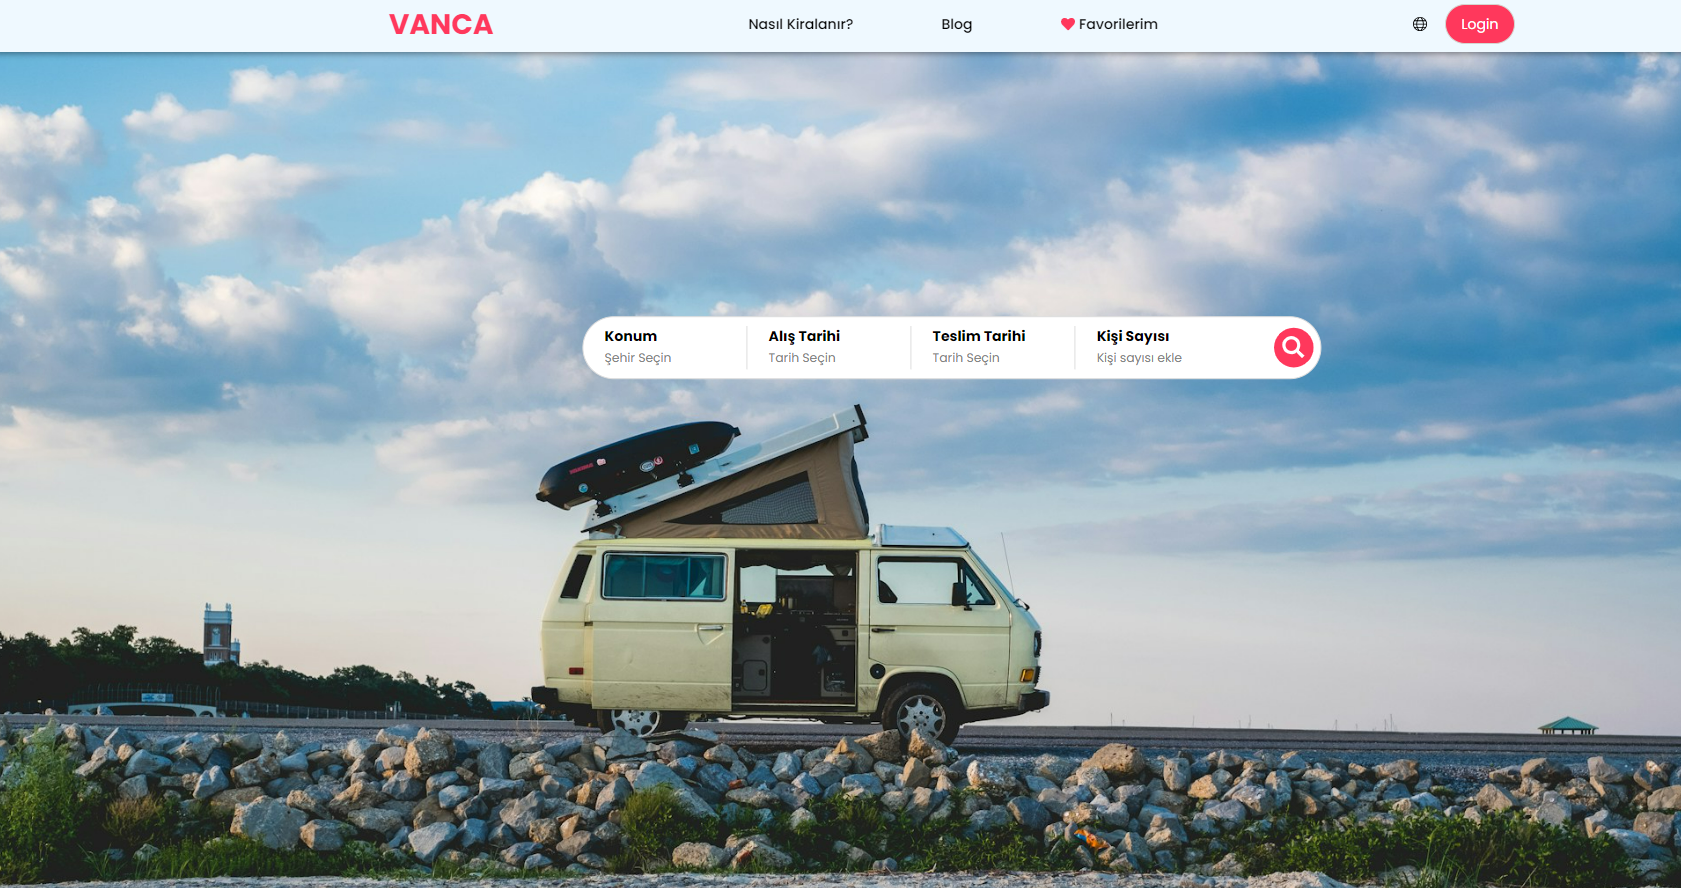 VANCA
Nasıl Kiralanır?
Blog
Favorilerim
Login
Konum
Şehir Seçin
Alış Tarihi
Tarih Seçin
Teslim Tarihi
Tarih Seçin
Kişi Sayısı
Kişi sayısı ekle